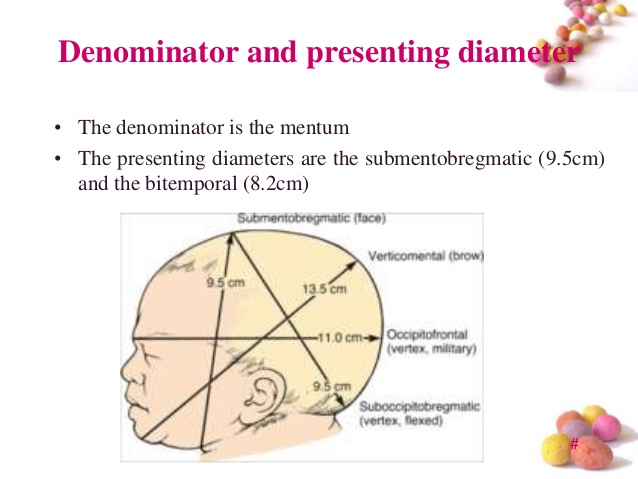 Denominator and presenting diameter
• The denominator is the mentum
• The presenting diameters are the submentobregmatic (9.5cm)
and the bitemporal (8.2cm)
Submentobregmatic (face)
Verticomental (brow)
9.5 cm
13.5 cm
11.0 cm
Occipitofrontal
(vertex, military)
9.5 cm
Suboccipitobregmatic
(vertex, flexed)
#